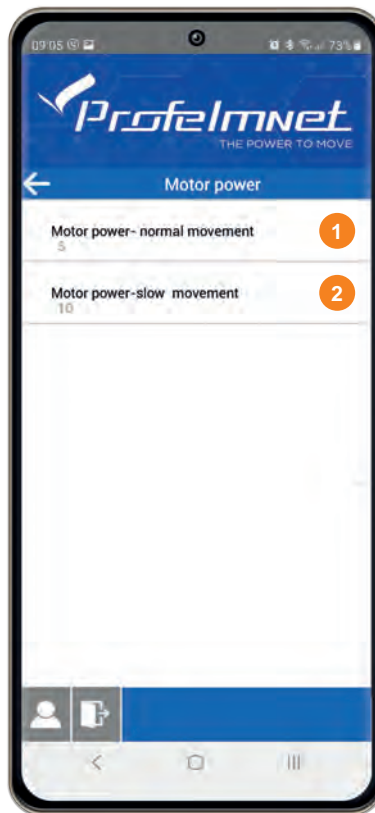 09:05
73%
Profelmnet
THE POWER TO MOVE
Motor power
Motor power- normal movement
5
1
Motor power-slow  movement
10
2